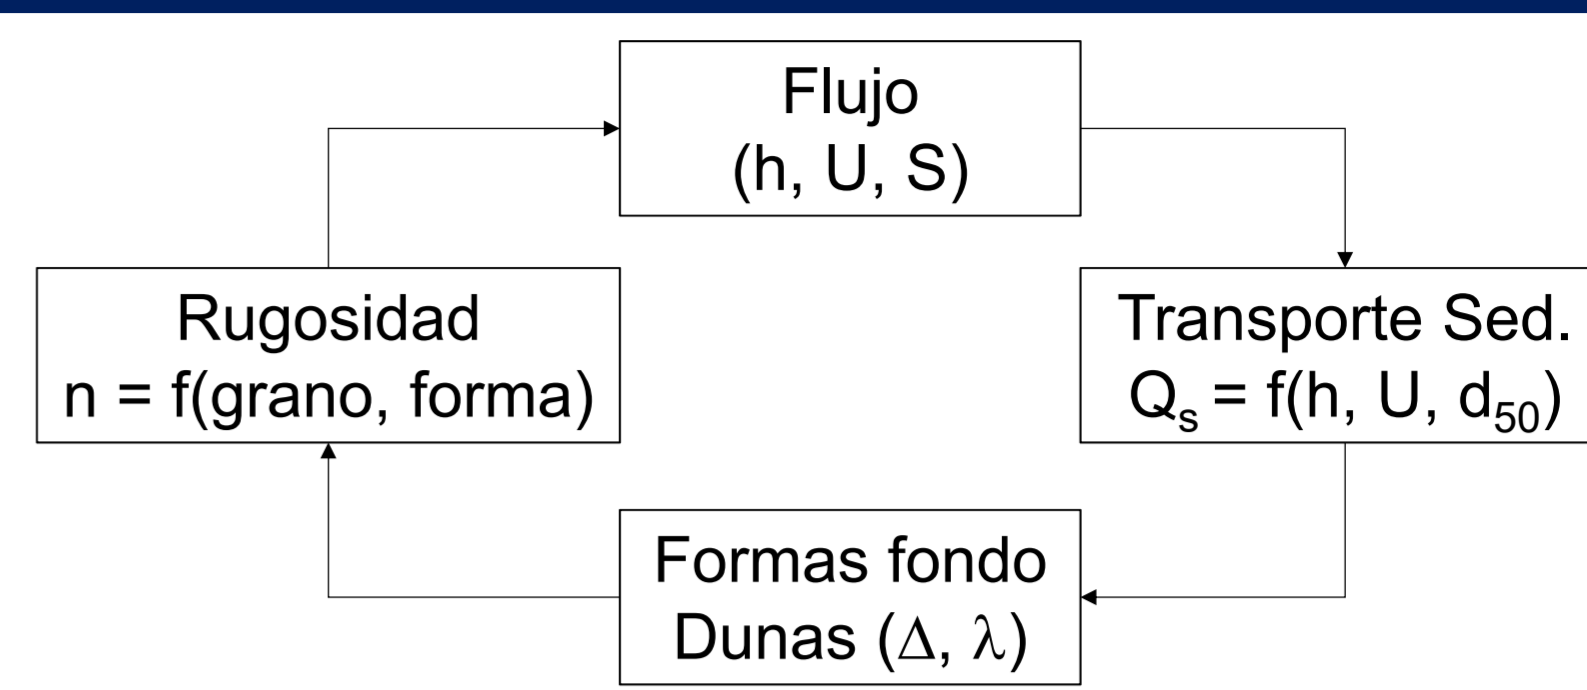 Flujo
(h, U, S)
Rugosidad
n = f(grano, forma)
Transporte Sed.
Qₛ = f(h, U, d₅₀)
Formas fondo
Dunas (Δ, λ)